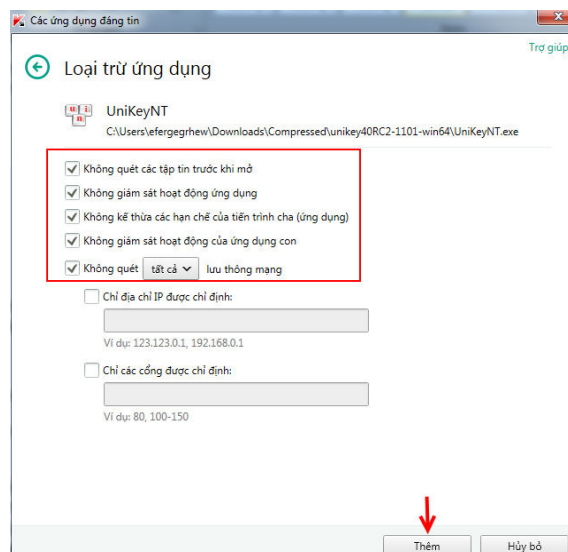 Các ứng dụng đáng tin
Trợ giúp
Loại trừ ứng dụng
UniKeyNT
C:\Users\efergegrhew\Downloads\Compressed\unikey40RC2-1101-win64\UniKeyNT.exe
Không quét các tập tin trước khi mở
Không giám sát hoạt động ứng dụng
Không kế thừa các hạn chế của tiến trình cha (ứng dụng)
Không giám sát hoạt động của ứng dụng con
Không quét tất cả lưu thông mạng
Chỉ địa chỉ IP được chỉ định:
Ví dụ: 123.123.0.1, 192.168.0.1
Chỉ các cổng được chỉ định:
Ví dụ: 80, 100-150
Thêm Hủy bỏ